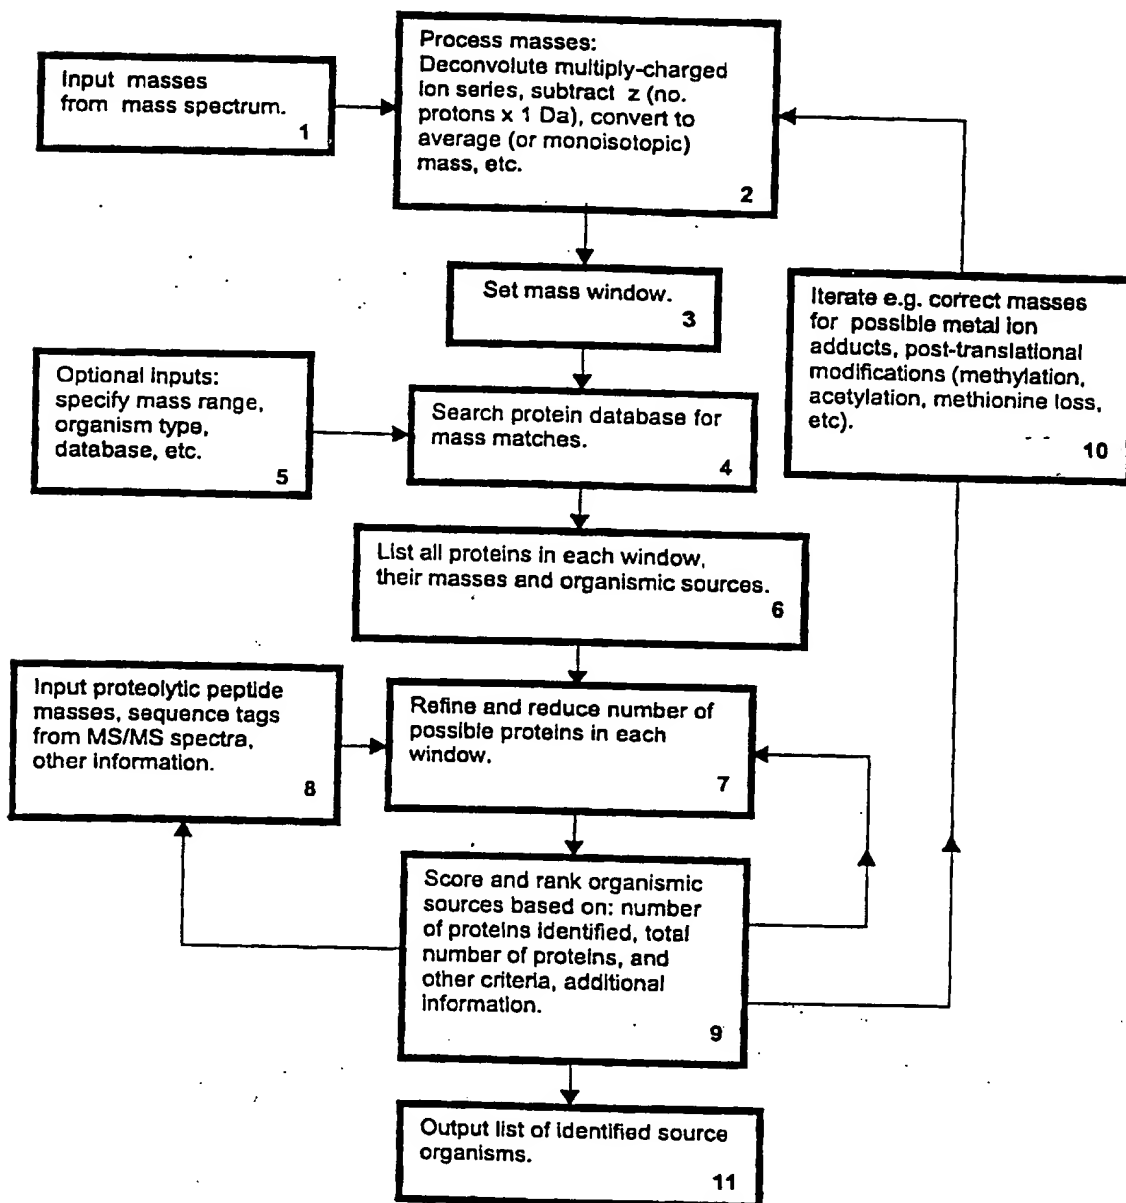 Process masses:
Deconvolute multiply-charged
ion series, subtract z (no.
protons x 1 Da), convert to
average (or monoisotopic)
mass, etc.
2
Input masses
from mass spectrum.
1
Set mass window.
3
Iterate e.g. correct masses
for possible metal ion
adducts, post-translational
modifications (methylation,
acetylation, methionine loss,
etc).
10
Optional inputs:
specify mass range,
organism type,
database, etc.
5
Search protein database for
mass matches.
4
List all proteins in each window,
their masses and organismic sources.
6
Input proteolytic peptide
masses, sequence tags
from MS/MS spectra,
other information.
8
Refine and reduce number of
possible proteins in each
window.
7
Score and rank organismic
sources based on: number
of proteins identified, total
number of proteins, and
other criteria, additional
information.
9
Output list of identified source
organisms.
11